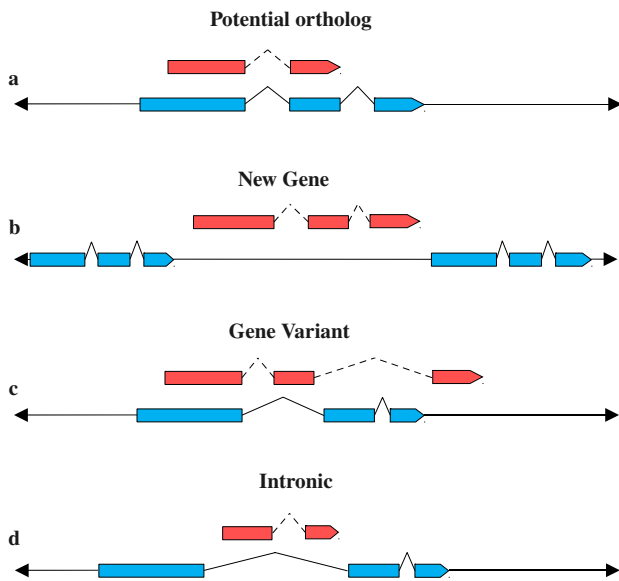 Potential ortholog
a
New Gene
b
Gene Variant
c
Intronic
d